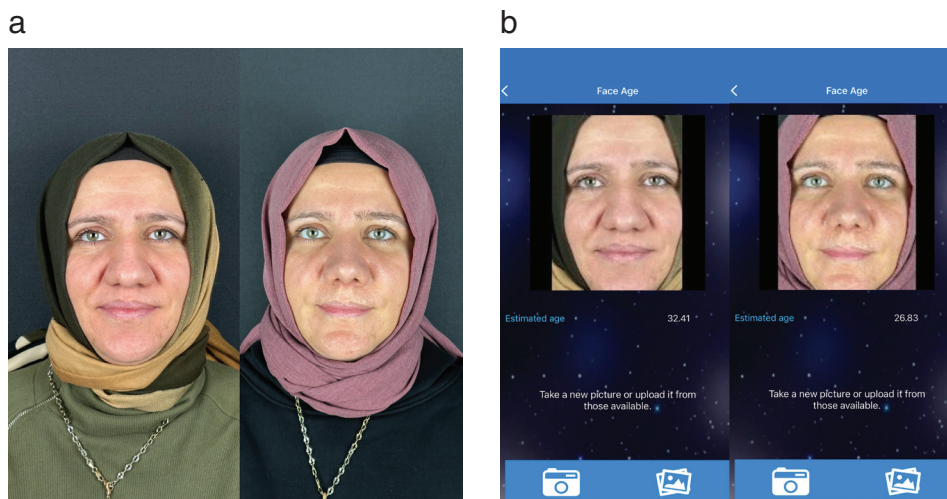 a
b
Face Age
Estimated age 32.41
Take a new picture or upload it from
those available.
Face Age
Estimated age 26.83
Take a new picture or upload it from
those available.